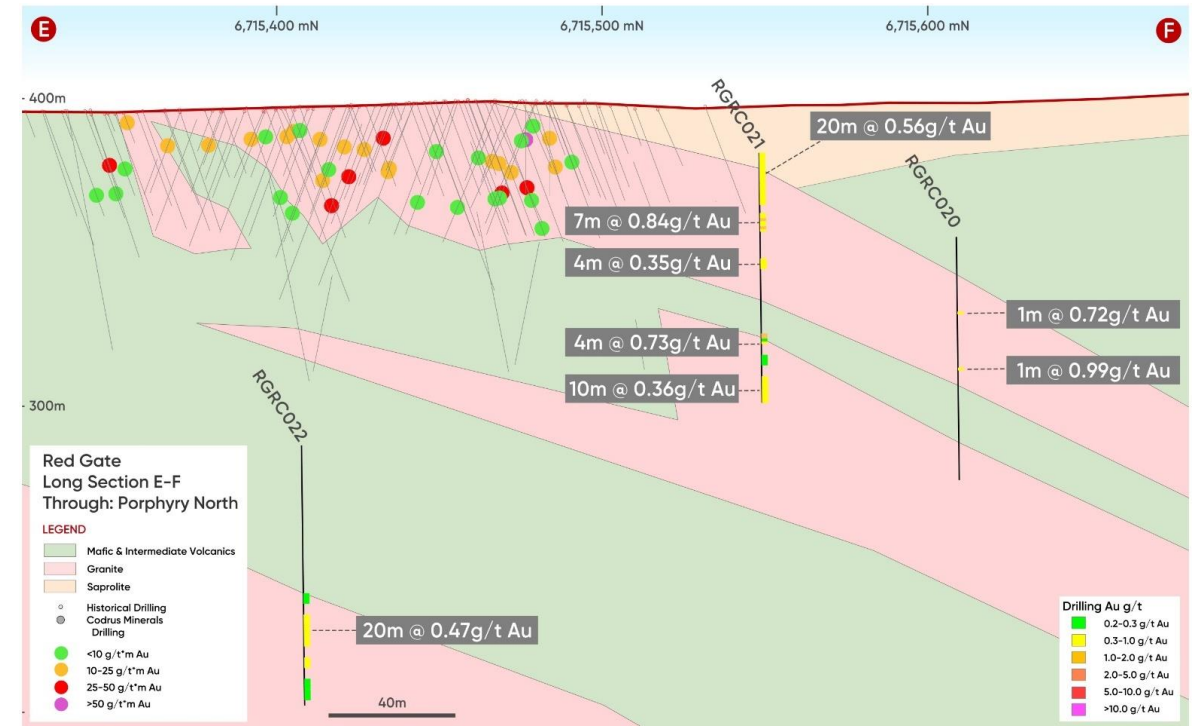 E
6,715,400 mN
6,715,500 mN
6,715,600 mN
F
400m
RGRC021
20m @ 0.56g/t Au
RGRC020
7m @ 0.84g/t Au
4m @ 0.35g/t Au
1m @ 0.72g/t Au
4m @ 0.73g/t Au
1m @ 0.99g/t Au
10m @ 0.36g/t Au
300m
RGRC022
20m @ 0.47g/t Au
40m
Red Gate
Long Section E-F
Through: Porphyry North
LEGEND
Mafic & Intermediate Volcanics
Granite
Saprolite
Historical Drilling
Codrus Minerals
Drilling
<10 g/t*m Au
10-25 g/t*m Au
25-50 g/t*m Au
>50 g/t*m Au
Drilling Au g/t
0.2-0.3 g/t Au
0.3-1.0 g/t Au
1.0-2.0 g/t Au
2.0-5.0 g/t Au
5.0-10.0 g/t Au
>10.0 g/t Au